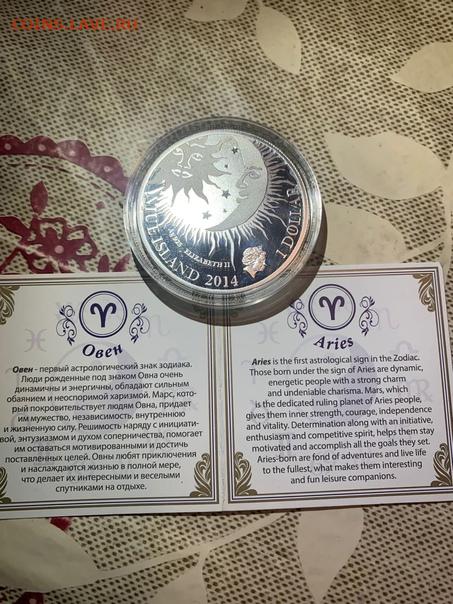 COINS.LAVE.RU
ELIZABETH II
NIUE ISLAND 2014 1 DOLLAR
Овен
Овен - первый астрологический знак зодиака.
Люди рожденные под знаком Овна очень
динамичны и энергичны, обладают сильным
обаянием и неоспоримой харизмой. Марс, кото-
рый покровительствует людям Овна, придает
им мужество, независимость, внутреннюю
и жизненную силу. Решимость наряду с инициати-
вой, энтузиазмом и духом соперничества, помогает
им оставаться мотивированными и достичь
поставленных целей. Овны любят приключения
и наслаждаются жизнью в полной мере,
что делает их интересными и веселыми
спутниками на отдыхе.
Aries
Aries is the first astrological sign in the Zodiac.
Those born under the sign of Aries are dynamic,
energetic people with a strong charm
and undeniable charisma. Mars, which
is the dedicated ruling planet of Aries people,
gives them inner strength, courage, independence
and vitality. Determination along with an initiative,
enthusiasm and competitive spirit, helps them stay
motivated and accomplish all the goals they set.
Aries-born are fond of adventures and live life
to the fullest, what makes them interesting
and fun leisure companions.